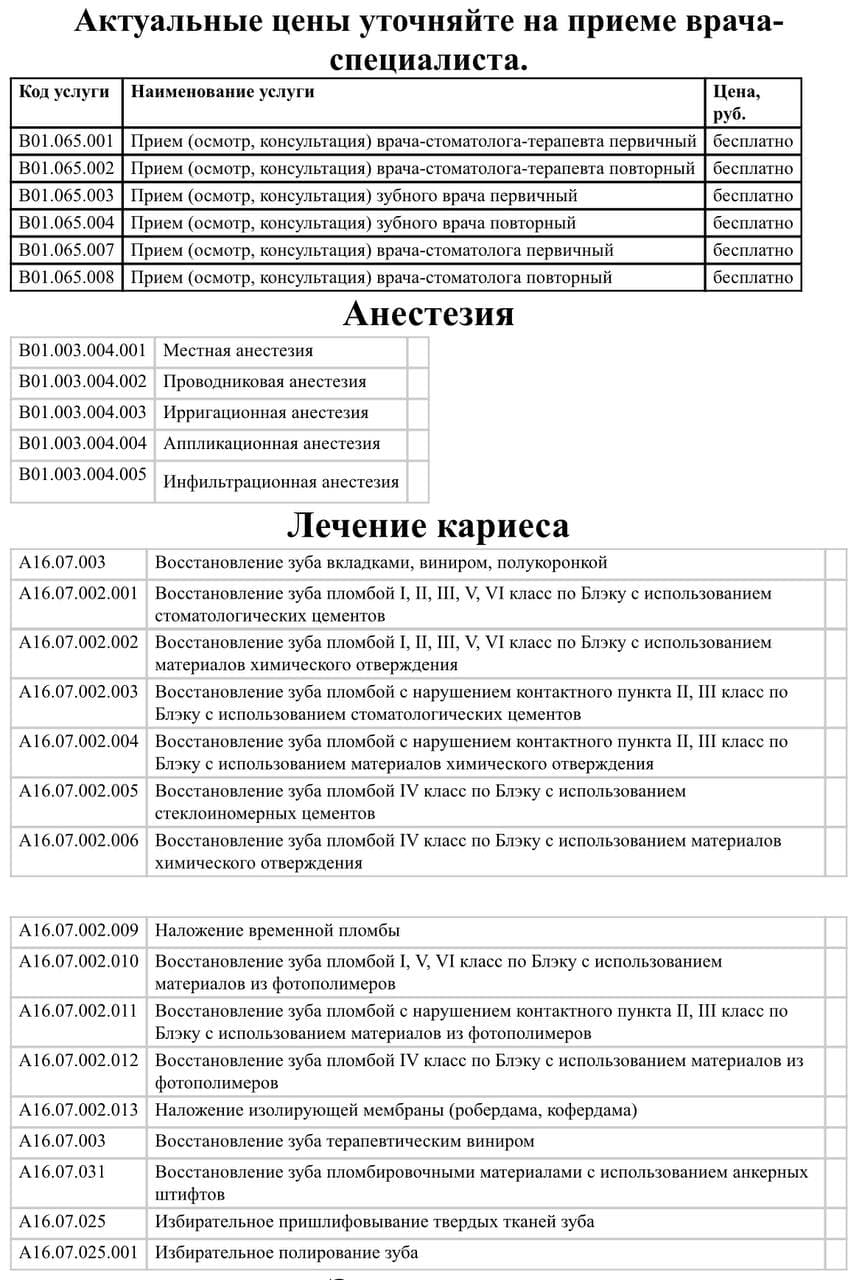 Актуальные цены уточняйте на приеме врача-
специалиста.
Код услуги Наименование услуги Цена,
руб.
B01.065.001 Прием (осмотр, консультация) врача-стоматолога-терапевта первичный бесплатно
B01.065.002 Прием (осмотр, консультация) врача-стоматолога-терапевта повторный бесплатно
B01.065.003 Прием (осмотр, консультация) зубного врача первичный бесплатно
B01.065.004 Прием (осмотр, консультация) зубного врача повторный бесплатно
B01.065.007 Прием (осмотр, консультация) врача-стоматолога первичный бесплатно
B01.065.008 Прием (осмотр, консультация) врача-стоматолога повторный бесплатно
Анестезия
B01.003.004.001 Местная анестезия
B01.003.004.002 Проводниковая анестезия
B01.003.004.003 Ирригационная анестезия
B01.003.004.004 Аппликационная анестезия
B01.003.004.005 Инфильтрационная анестезия
Лечение кариеса
A16.07.003 Восстановление зуба вкладками, виниром, полукоронкой
A16.07.002.001 Восстановление зуба пломбой I, II, III, V, VI класс по Блэку с использованием
стоматологических цементов
A16.07.002.002 Восстановление зуба пломбой I, II, III, V, VI класс по Блэку с использованием
материалов химического отверждения
A16.07.002.003 Восстановление зуба пломбой с нарушением контактного пункта II, III класс по
Блэку с использованием стоматологических цементов
A16.07.002.004 Восстановление зуба пломбой с нарушением контактного пункта II, III класс по
Блэку с использованием материалов химического отверждения
A16.07.002.005 Восстановление зуба пломбой IV класс по Блэку с использованием
стеклоиномерных цементов
A16.07.002.006 Восстановление зуба пломбой IV класс по Блэку с использованием материалов
химического отверждения
A16.07.002.009 Наложение временной пломбы
A16.07.002.010 Восстановление зуба пломбой I, V, VI класс по Блэку с использованием
материалов из фотополимеров
A16.07.002.011 Восстановление зуба пломбой с нарушением контактного пункта II, III класс по
Блэку с использованием материалов из фотополимеров
A16.07.002.012 Восстановление зуба пломбой IV класс по Блэку с использованием материалов из
фотополимеров
A16.07.002.013 Наложение изолирующей мембраны (робердама, кофердама)
A16.07.003 Восстановление зуба терапевтическим виниром
A16.07.031 Восстановление зуба пломбировочными материалами с использованием анкерных
штифтов
A16.07.025 Избирательное пришлифовывание твердых тканей зуба
A16.07.025.001 Избирательное полирование зуба